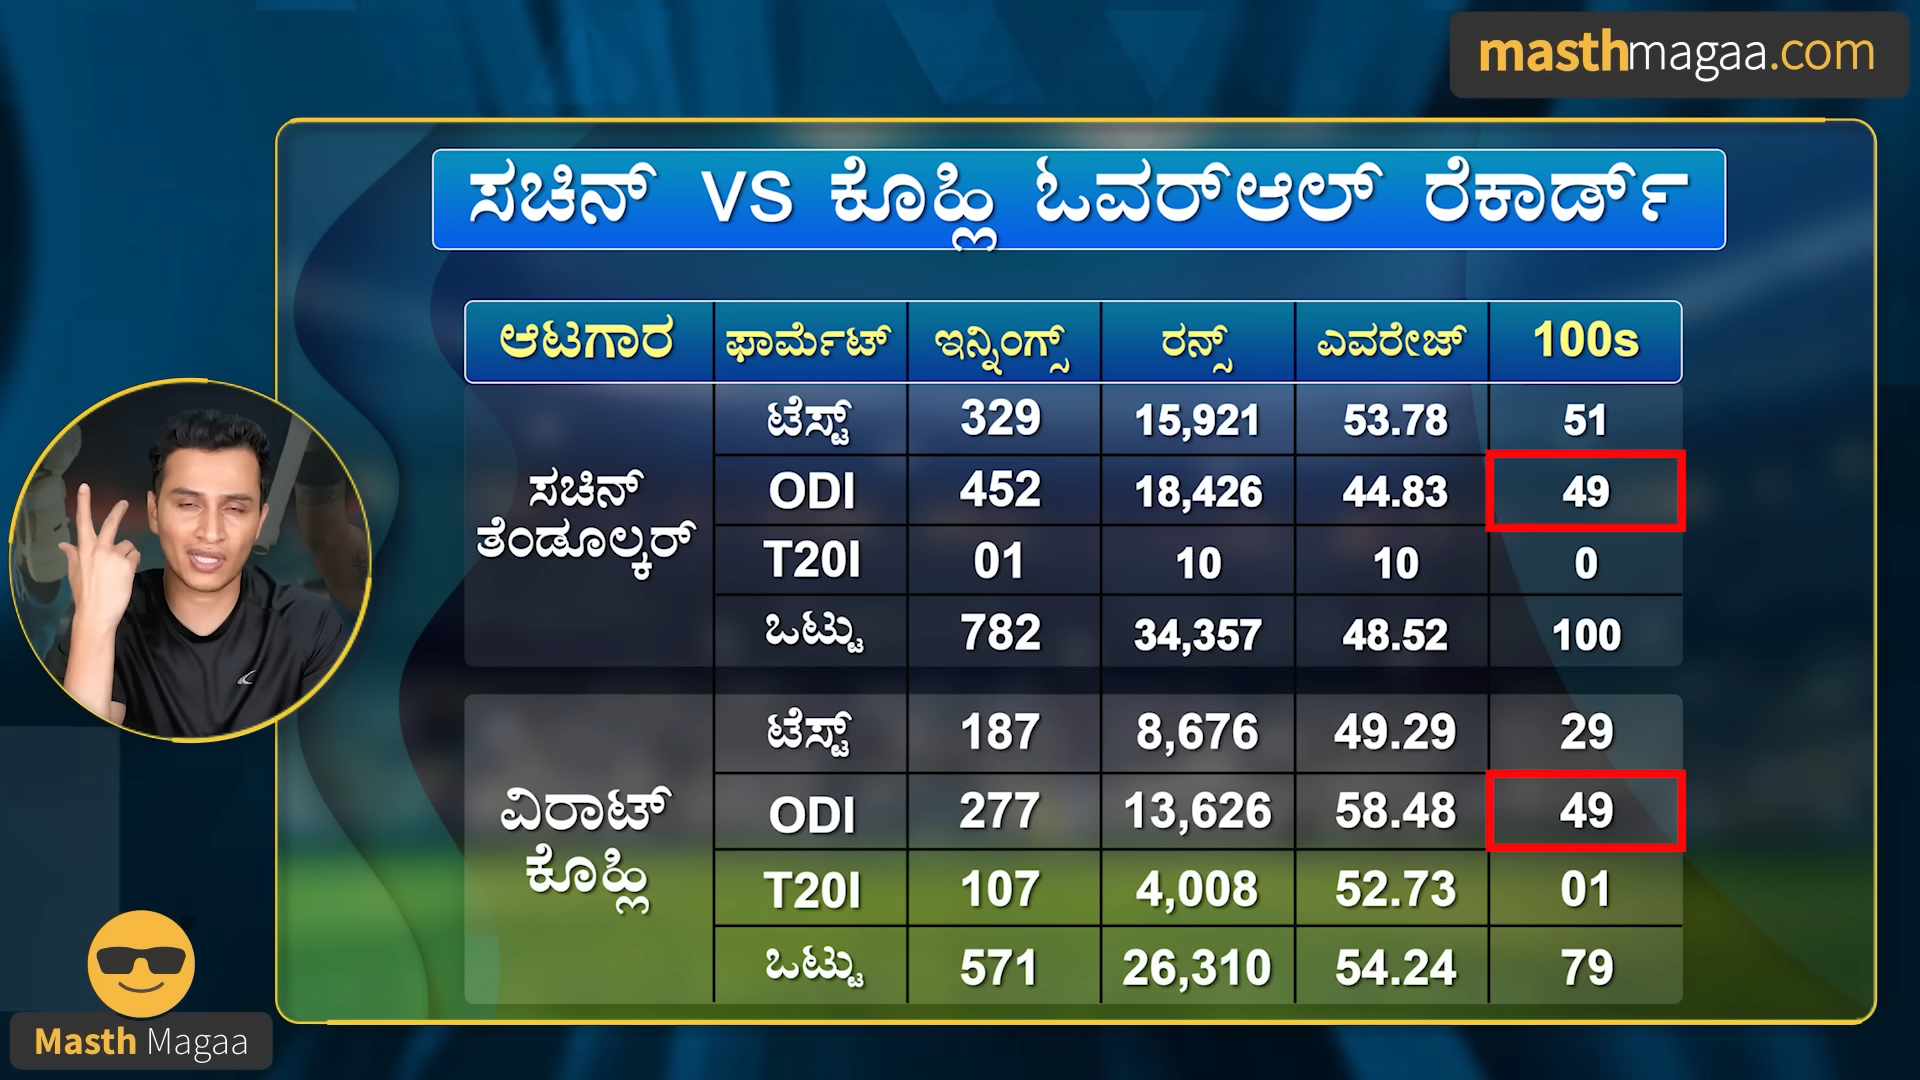 masthmagaa.com
ಸಚಿನ್ VS ಕೊಹ್ಲಿ ಓವರ್‌ಆಲ್ ರೆಕಾರ್ಡ್
ಆಟಗಾರ ಫಾರ್ಮೆಟ್ ಇನ್ನಿಂಗ್ಸ್ ರನ್ಸ್ ಎವರೇಜ್ 100s
ಸಚಿನ್
ತೆಂಡೂಲ್ಕರ್
ಟೆಸ್ಟ್ 329 15,921 53.78 51
ODI 452 18,426 44.83 49
T20I 01 10 10 0
ಒಟ್ಟು 782 34,357 48.52 100
ವಿರಾಟ್
ಕೊಹ್ಲಿ
ಟೆಸ್ಟ್ 187 8,676 49.29 29
ODI 277 13,626 58.48 49
T20I 107 4,008 52.73 01
ಒಟ್ಟು 571 26,310 54.24 79
Masth Magaa